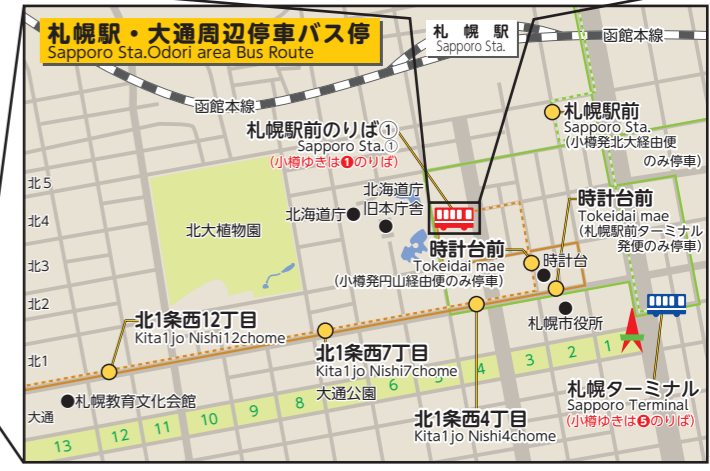 札幌駅・大通周辺停車バス停
Sapporo Sta.Odori area Bus Route
札幌駅
Sapporo Sta.
函館本線
函館本線
札幌駅前のりば①
Sapporo Sta.①
(小樽ゆきは❶のりば)
札幌駅前
Sapporo Sta.
(小樽発北大経由便
のみ停車)
北5
北4
北3
北2
北1
大通
北大植物園
北海道庁
北海道庁
旧本庁舎
時計台前
Tokeidai mae
(札幌駅前ターミナル
発便のみ停車)
時計台前
Tokeidai mae
(小樽発円山経由便のみ停車)
時計台
札幌市役所
北1条西12丁目
Kita1jo Nishi12chome
北1条西7丁目
Kita1jo Nishi7chome
北1条西4丁目
Kita1jo Nishi4chome
札幌教育文化会館
大通公園
13
12
11
10
9
8
6
5
4
3
2
1
札幌ターミナル
Sapporo Terminal
(小樽ゆきは❺のりば)